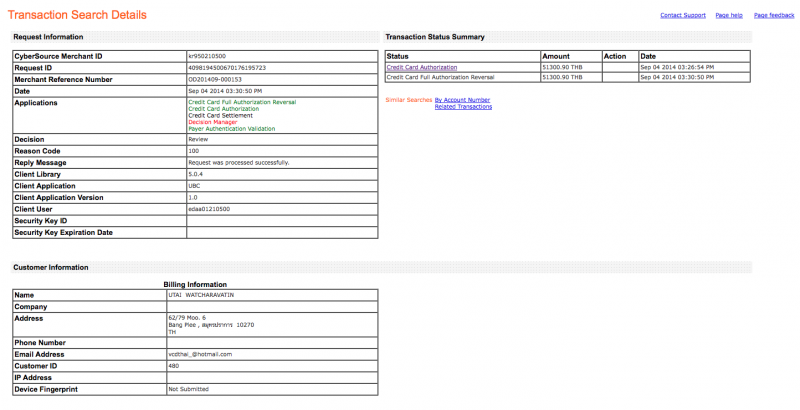 Transaction Search Details
Contact Support Page help Page feedback
Request Information
CyberSource Merchant ID kr950210500
Request ID 4098194500670176195723
Merchant Reference Number OD201409-000153
Date Sep 04 2014 03:30:50 PM
Applications Credit Card Full Authorization Reversal
Credit Card Authorization
Credit Card Settlement
Decision Manager
Payer Authentication Validation
Decision Review
Reason Code 100
Reply Message Request was processed successfully.
Client Library 5.0.4
Client Application UBC
Client Application Version 1.0
Client User edaa01210500
Security Key ID
Security Key Expiration Date
Transaction Status Summary
Status Amount Action Date
Credit Card Authorization 51300.90 THB Sep 04 2014 03:26:54 PM
Credit Card Full Authorization Reversal 51300.90 THB Sep 04 2014 03:30:50 PM
Similar Searches By Account Number
Related Transactions
Customer Information
Billing Information
Name UTAI WATCHARAVATIN
Company
Address 62/79 Moo. 6
Bang Plee , สมุทรปราการ 10270
TH
Phone Number
Email Address vcdthai_@hotmail.com
Customer ID 480
IP Address
Device Fingerprint Not Submitted